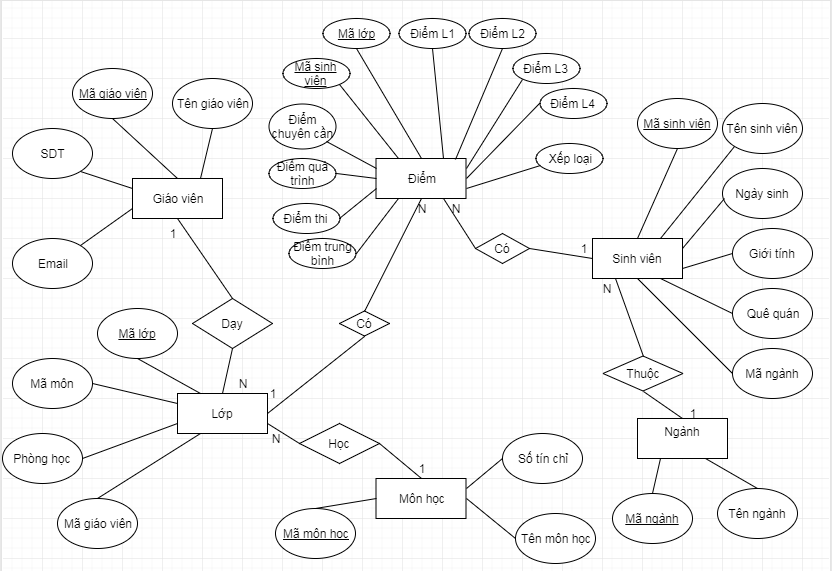 Mã lớp
Điểm L1
Điểm L2
Mã sinh
viên
Điểm L3
Mã giáo viên
Tên giáo viên
Điểm L4
Điểm
chuyên cần
Mã sinh viên
Tên sinh viên
SDT
Xếp loại
Điểm quá
trình
Điểm
Giáo viên
Ngày sinh
N
N
Điểm thi
1
Điểm trung
bình
Có
1
Sinh viên
Giới tính
Email
N
Quê quán
Mã lớp
Dạy
Có
Thuộc
Mã ngành
Mã môn
N
1
Lớp
1
N
Học
Ngành
Phòng học
Số tín chỉ
1
Môn học
Mã giáo viên
Mã môn học
Tên môn học
Mã ngành
Tên ngành